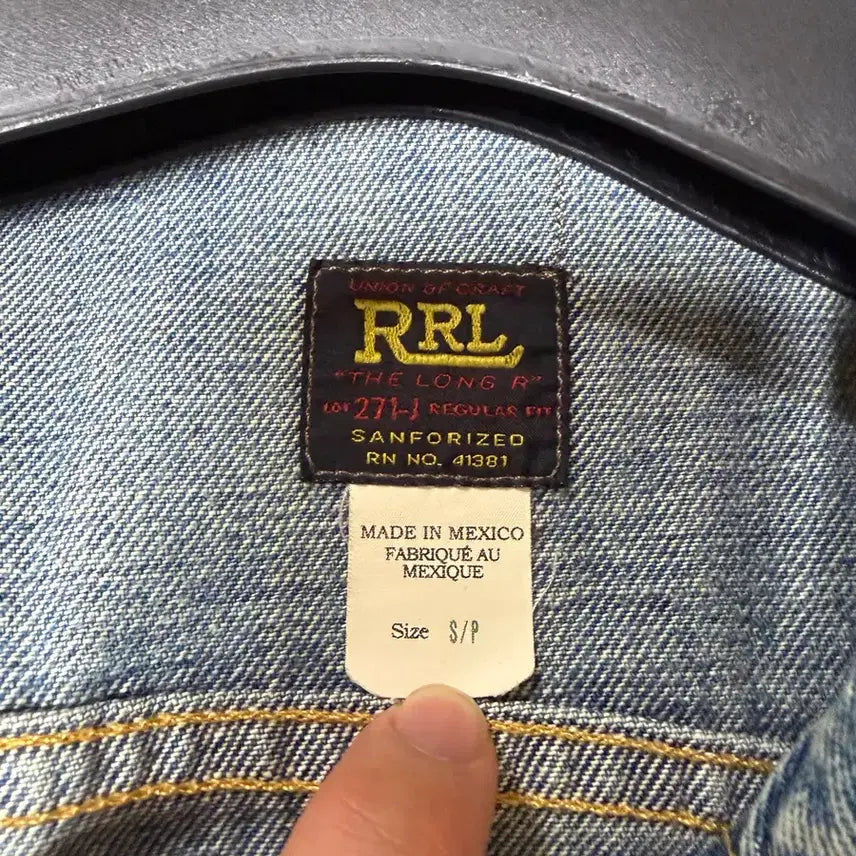 UNION OF CRAFT
RRL
"THE LONG R"
LOT 271-J REGULAR FIT
SANFORIZED
RN NO. 41381
MADE IN MEXICO
FABRIQUÉ AU
MEXIQUE
Size S/P